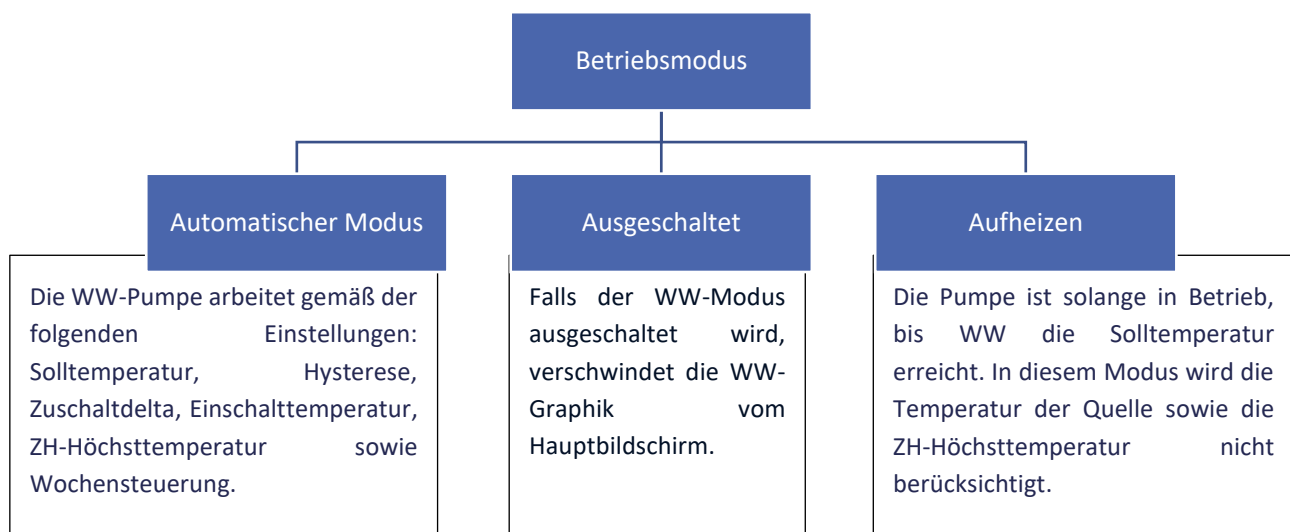 Betriebsmodus
Automatischer Modus
Die WW-Pumpe arbeitet gemäß der
folgenden Einstellungen:
Solltemperatur, Hysterese,
Zuschaltdelta, Einschalttemperatur,
ZH-Höchsttemperatur sowie
Wochensteuerung.
Ausgeschaltet
Falls der WW-Modus
ausgeschaltet wird,
verschwindet die WW-
Graphik vom
Hauptbildschirm.
Aufheizen
Die Pumpe ist solange in Betrieb,
bis WW die Solltemperatur
erreicht. In diesem Modus wird die
Temperatur der Quelle sowie die
ZH-Höchsttemperatur nicht
berücksichtigt.